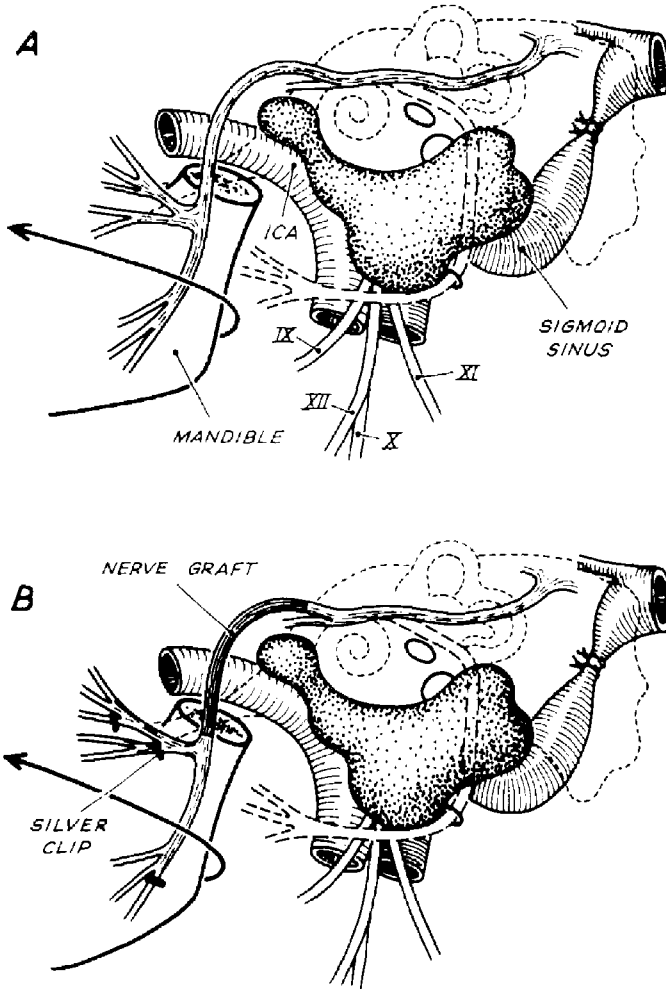 A
ICA
SIGMOID
SINUS
IX
XI
XII
X
MANDIBLE
NERVE GRAFT
B
SILVER
CLIP